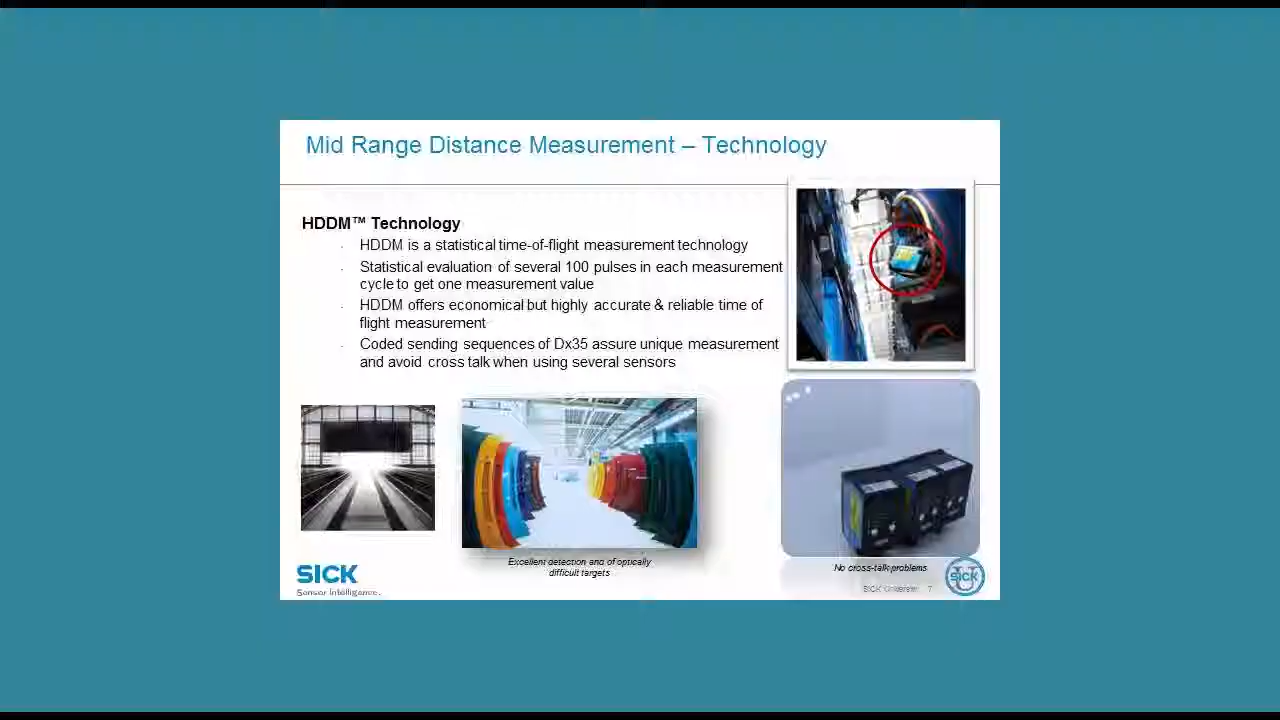 Mid Range Distance Measurement – Technology
HDDM™ Technology
HDDM is a statistical time-of-flight measurement technology
Statistical evaluation of several 100 pulses in each measurement
cycle to get one measurement value
HDDM offers economical but highly accurate & reliable time of
flight measurement
Coded sending sequences of Dx35 assure unique measurement
and avoid cross talk when using several sensors
Excellent detection and of optically
difficult targets
No cross-talk problems
SICK
Sensor Intelligence.
SICK 7
SICK
U